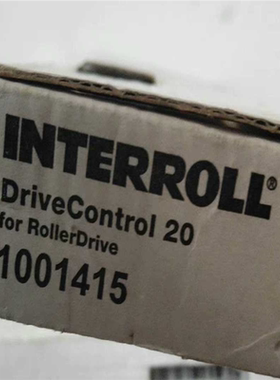 INTERROLL®
DriveControl 20
for RollerDrive
1001415